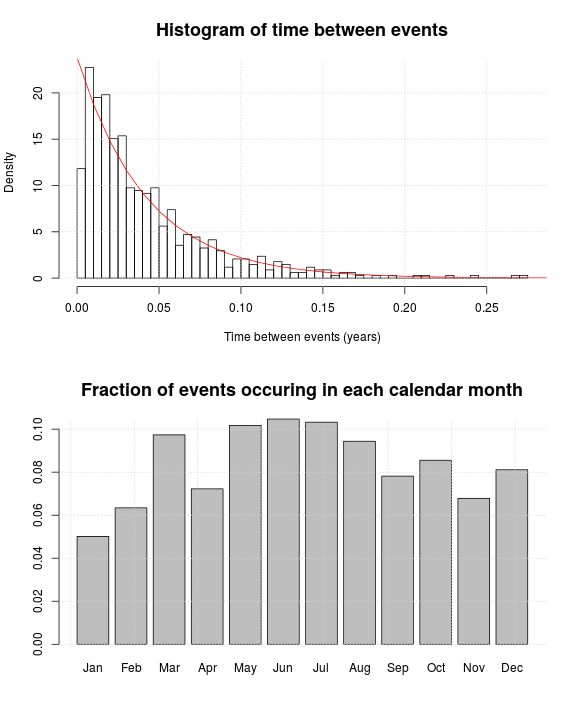 Histogram of time between events
Density
20
15
10
5
0
0.00 0.05 0.10 0.15 0.20 0.25
Time between events (years)
Fraction of events occuring in each calendar month
0.10
0.08
0.06
0.04
0.02
0.00
Jan Feb Mar Apr May Jun Jul Aug Sep Oct Nov Dec